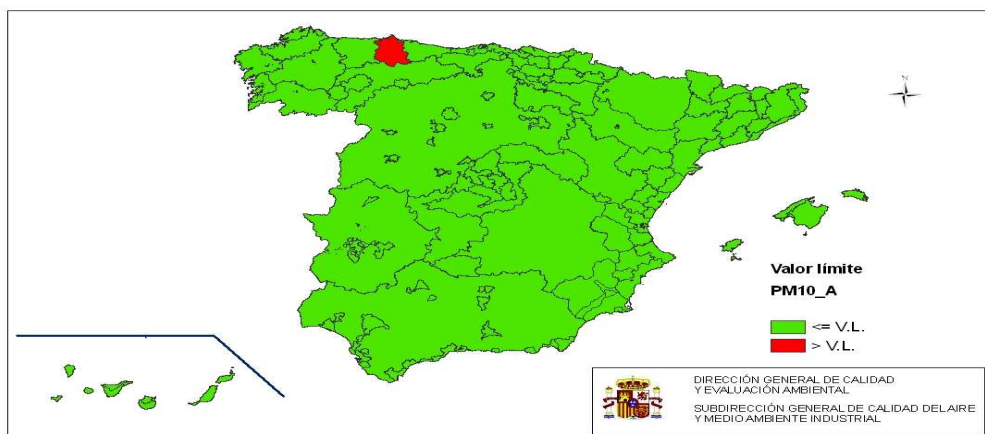 N
Valor límite
PM10_A
<= V.L.
> V.L.
DIRECCIÓN GENERAL DE CALIDAD
Y EVALUACIÓN AMBIENTAL
SUBDIRECCIÓN GENERAL DE CALIDAD DEL AIRE
Y MEDIO AMBIENTE INDUSTRIAL